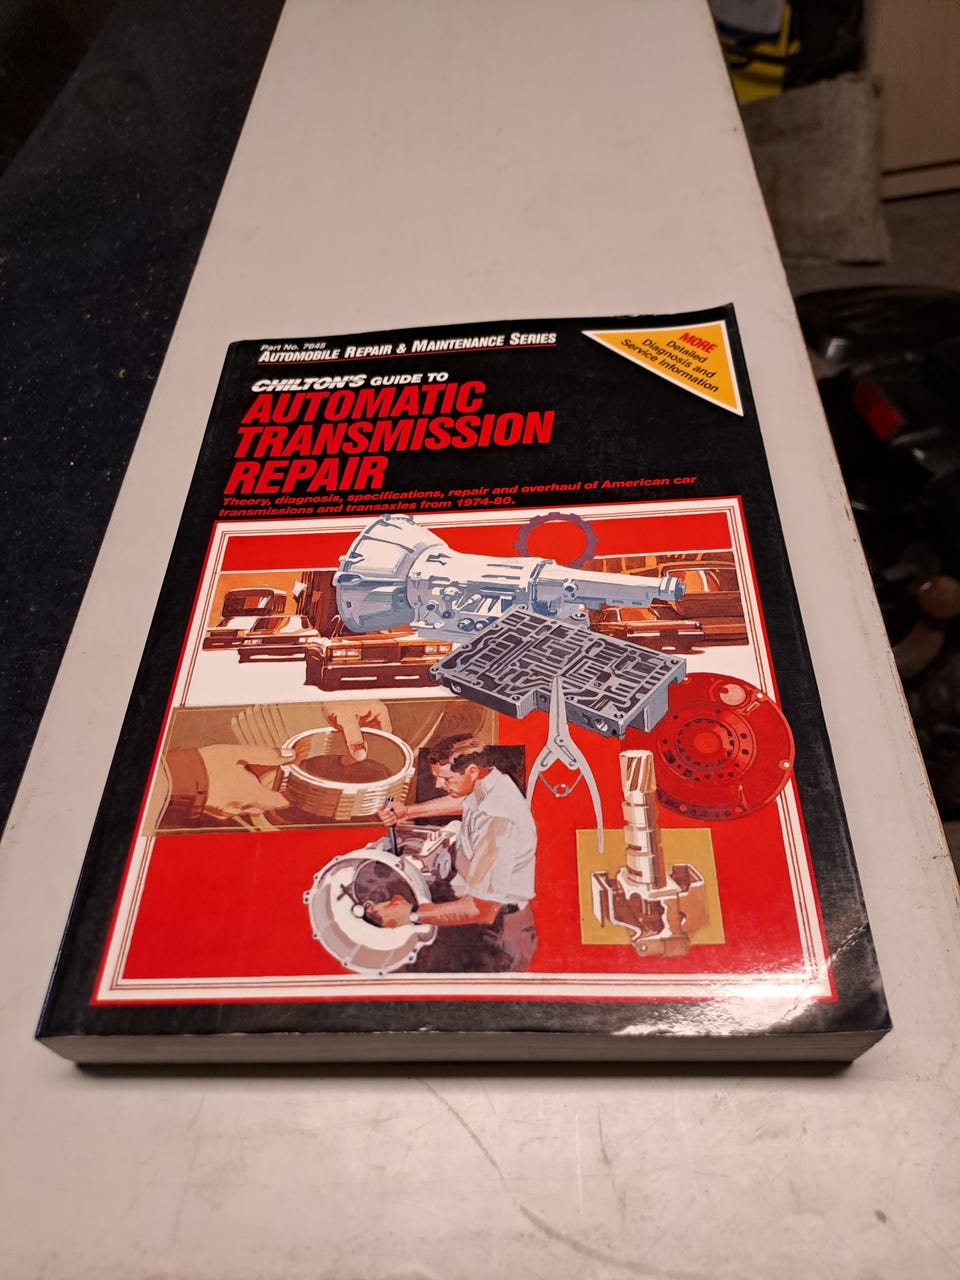 Part No. 7645
AUTOMOBILE REPAIR & MAINTENANCE SERIES
MORE
Detailed
Diagnosis and
Service Information
CHILTON'S GUIDE TO
AUTOMATIC
TRANSMISSION
REPAIR
Theory, diagnosis, specifications, repair and overhaul of American car
transmissions and transaxles from 1974-80.